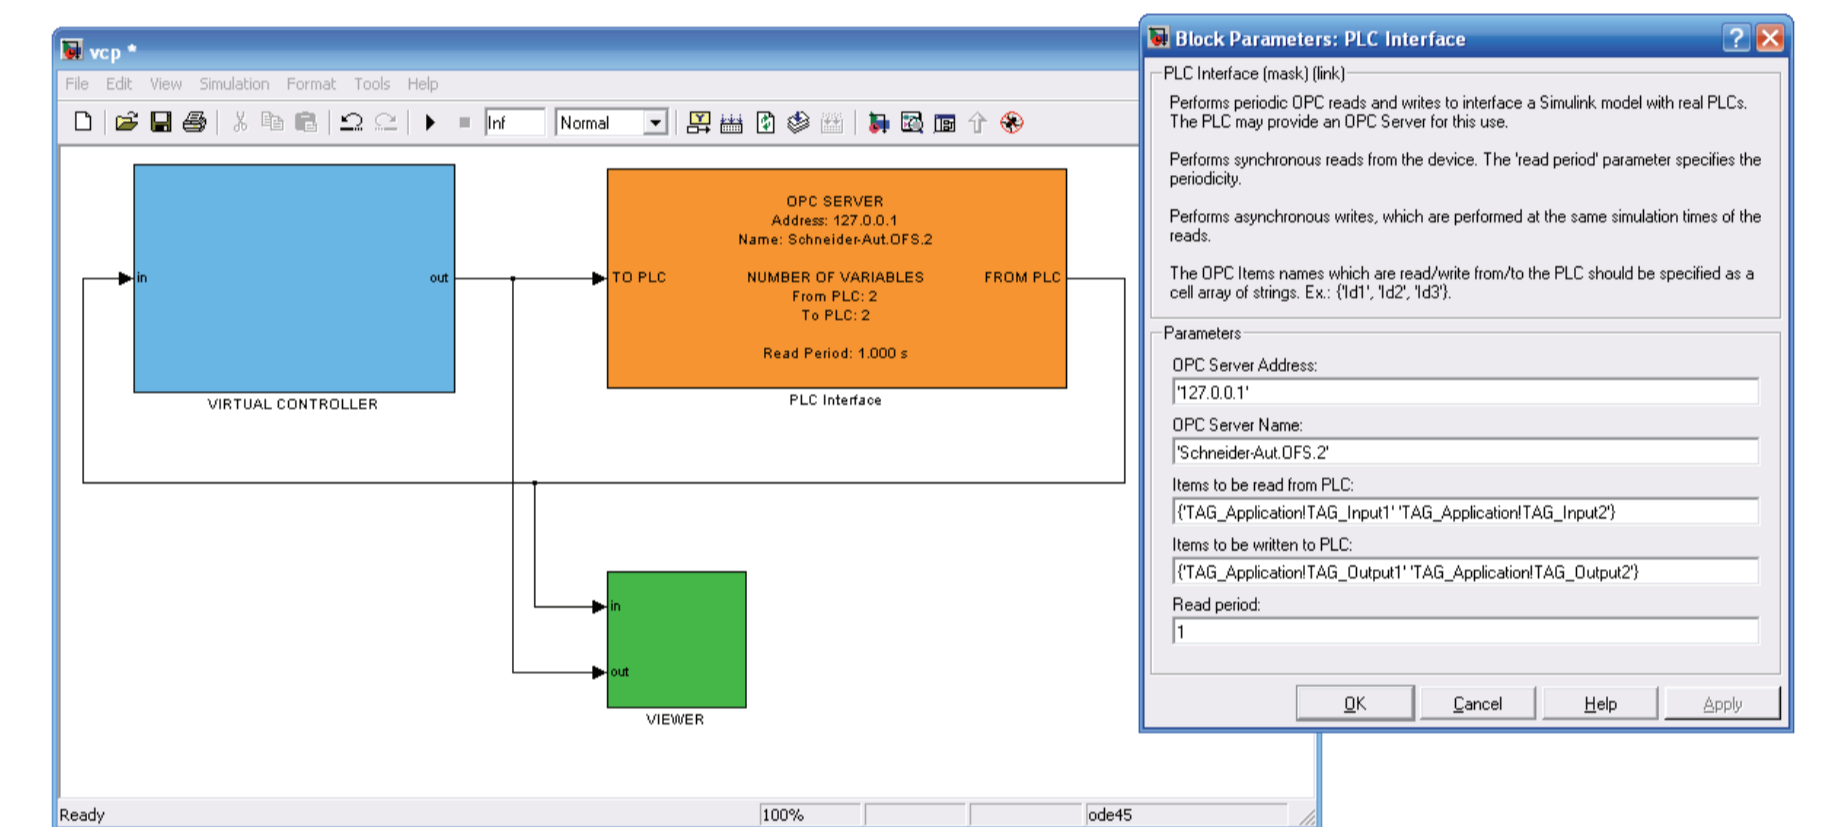 vcp *
File Edit View Simulation Format Tools Help
Inf Normal
in
out
VIRTUAL CONTROLLER
OPC SERVER
Address: 127.0.0.1
Name: Schneider-Aut.OFS.2
TO PLC
NUMBER OF VARIABLES
FROM PLC
From PLC: 2
To PLC: 2
Read Period: 1.000 s
PLC Interface
in
out
VIEWER
Ready 100% ode45
Block Parameters: PLC Interface
PLC Interface (mask) (link)
Performs periodic OPC reads and writes to interface a Simulink model with real PLCs.
The PLC may provide an OPC Server for this use.
Performs synchronous reads from the device. The 'read period' parameter specifies the
periodicity.
Performs asynchronous writes, which are performed at the same simulation times of the
reads.
The OPC Items names which are read/write from/to the PLC should be specified as a
cell array of strings. Ex.: {'Id1', 'Id2', 'Id3'}.
Parameters
OPC Server Address:
'127.0.0.1'
OPC Server Name:
'Schneider-Aut.OFS.2'
Items to be read from PLC:
{'TAG_Application!TAG_Input1' 'TAG_Application!TAG_Input2'}
Items to be written to PLC:
{'TAG_Application!TAG_Output1' 'TAG_Application!TAG_Output2'}
Read period:
1
OK Cancel Help Apply